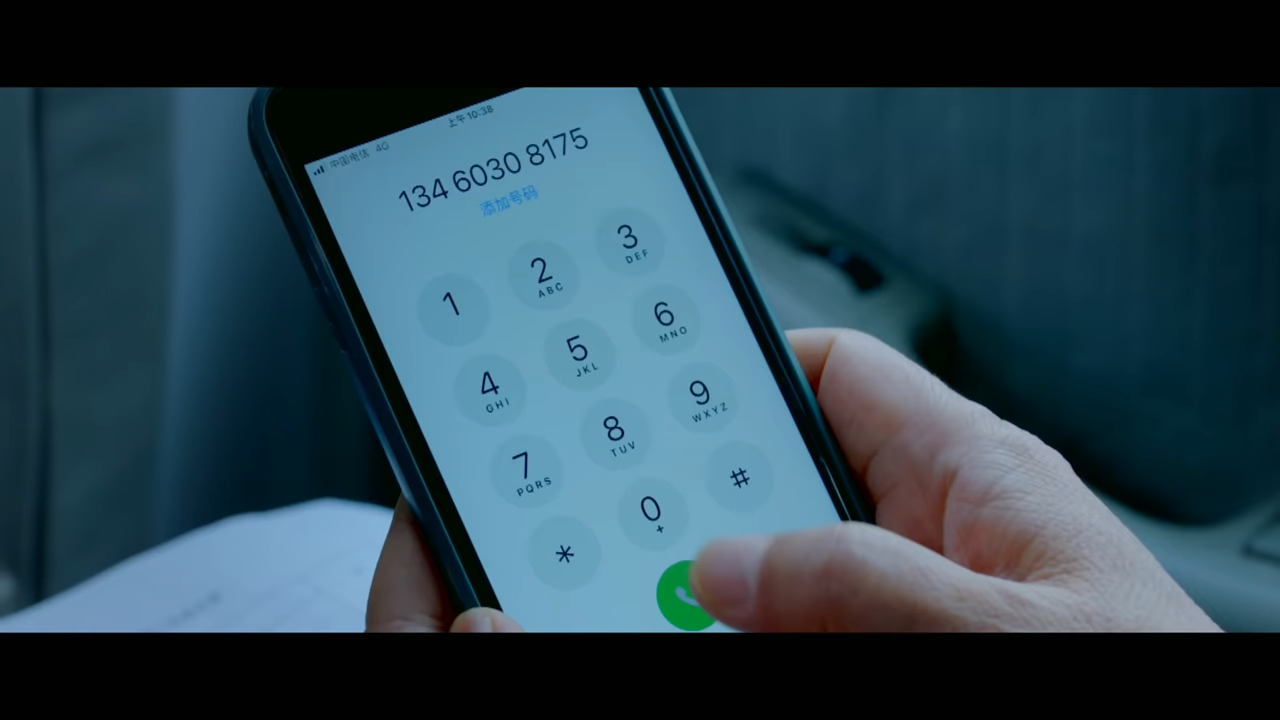 上午10:38
中国电信 4G
134 6030 8175
添加号码
1 2 3
ABC DEF
4 5 6
GHI JKL MNO
7 8 9
PQRS TUV WXYZ
* 0 #
+